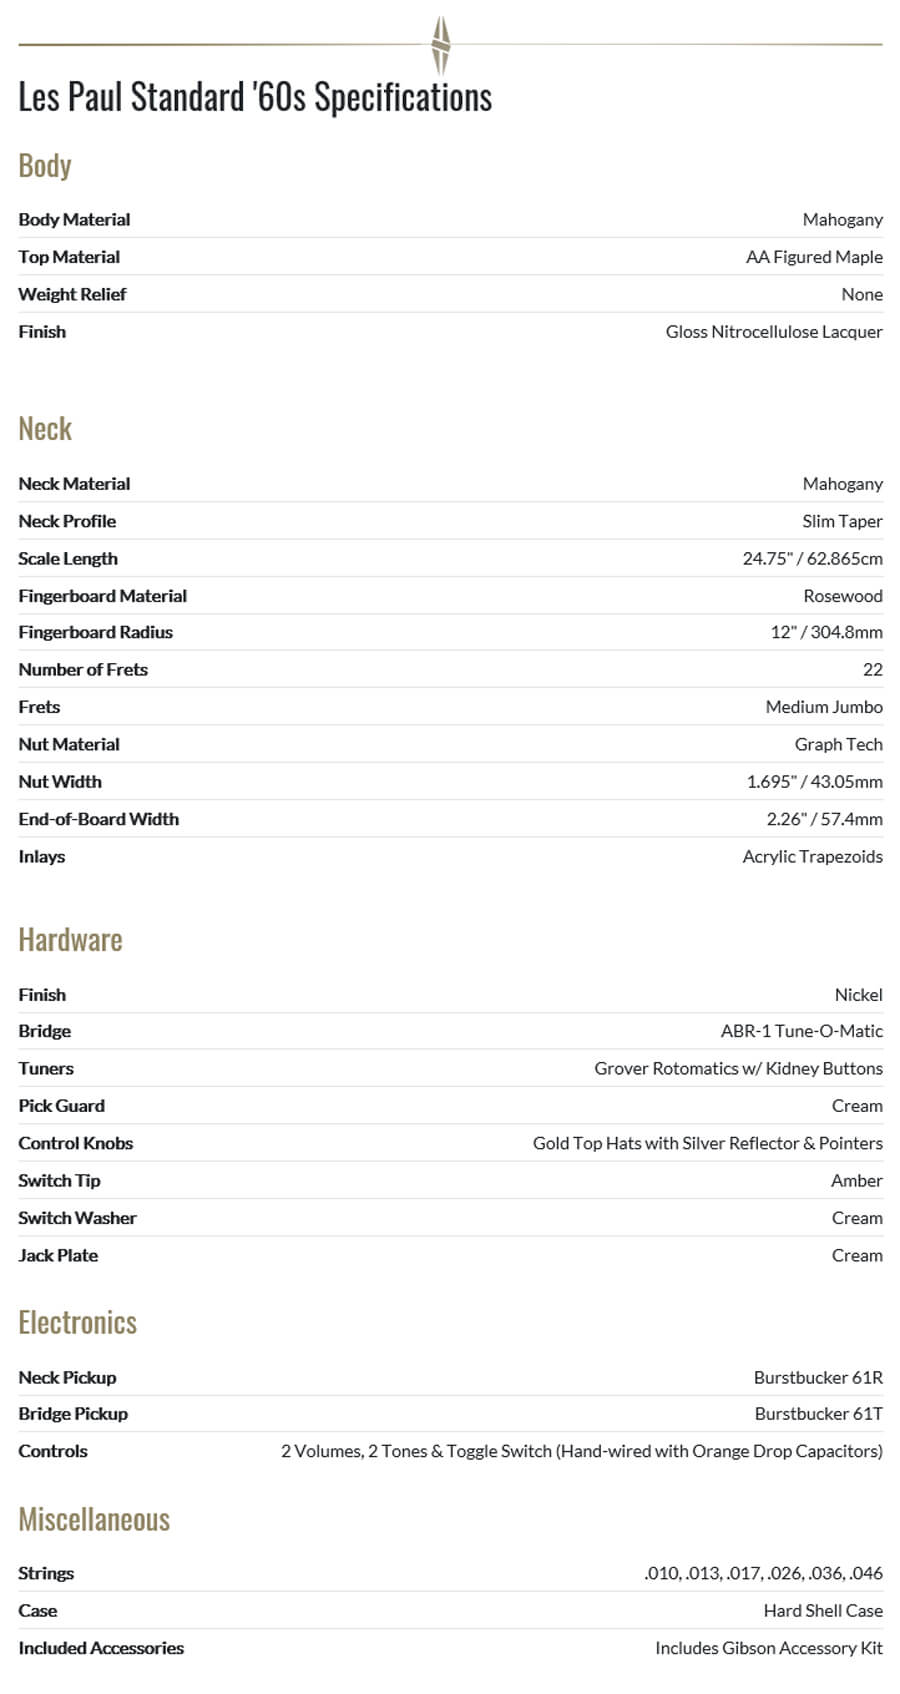 Les Paul Standard '60s Specifications
Body
Body Material Mahogany
Top Material AA Figured Maple
Weight Relief None
Finish Gloss Nitrocellulose Lacquer
Neck
Neck Material Mahogany
Neck Profile Slim Taper
Scale Length 24.75" / 62.865cm
Fingerboard Material Rosewood
Fingerboard Radius 12" / 304.8mm
Number of Frets 22
Frets Medium Jumbo
Nut Material Graph Tech
Nut Width 1.695" / 43.05mm
End-of-Board Width 2.26" / 57.4mm
Inlays Acrylic Trapezoids
Hardware
Finish Nickel
Bridge ABR-1 Tune-O-Matic
Tuners Grover Rotomatics w/ Kidney Buttons
Pick Guard Cream
Control Knobs Gold Top Hats with Silver Reflector & Pointers
Switch Tip Amber
Switch Washer Cream
Jack Plate Cream
Electronics
Neck Pickup Burstbucker 61R
Bridge Pickup Burstbucker 61T
Controls 2 Volumes, 2 Tones & Toggle Switch (Hand-wired with Orange Drop Capacitors)
Miscellaneous
Strings .010, .013, .017, .026, .036, .046
Case Hard Shell Case
Included Accessories Includes Gibson Accessory Kit